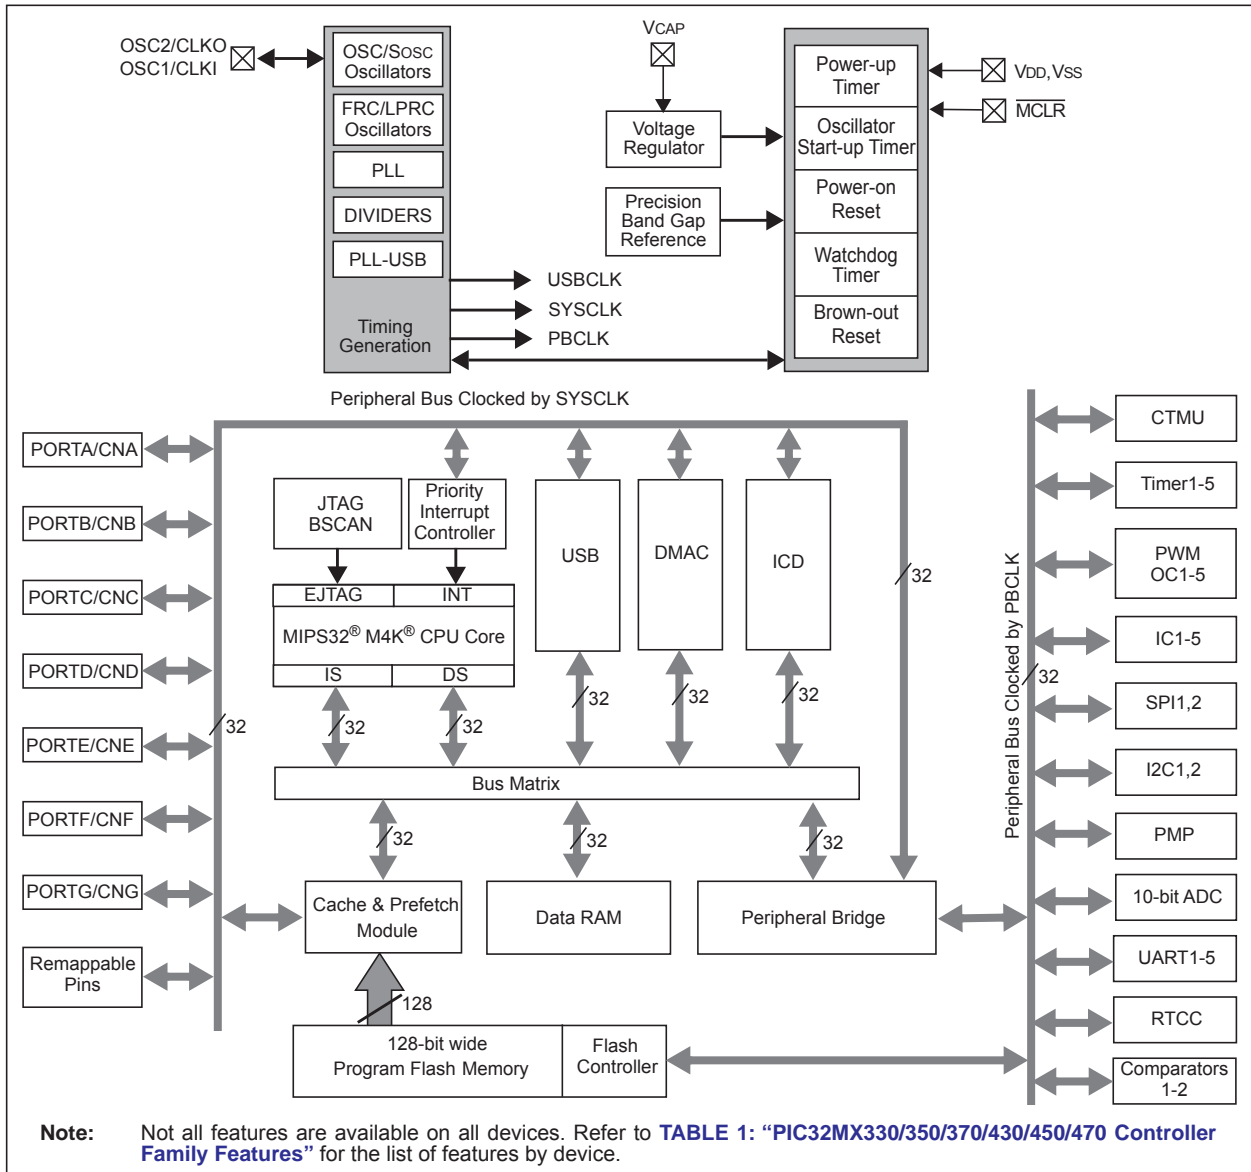 OSC2/CLKO
OSC1/CLKI
OSC/SOSC
Oscillators
FRC/LPRC
Oscillators
PLL
DIVIDERS
PLL-USB
Timing
Generation
USBCLK
SYSCLK
PBCLK
VCAP
Voltage
Regulator
Precision
Band Gap
Reference
Power-up
Timer
Oscillator
Start-up Timer
Power-on
Reset
Watchdog
Timer
Brown-out
Reset
VDD,VSS
MCLR
Peripheral Bus Clocked by SYSCLK
PORTA/CNA
PORTB/CNB
PORTC/CNC
PORTD/CND
PORTE/CNE
PORTF/CNF
PORTG/CNG
Remappable
Pins
32
JTAG
BSCAN
Priority
Interrupt
Controller
EJTAG
INT
MIPS32® M4K® CPU Core
IS
DS
USB
DMAC
ICD
32
32
32
32
32
32
Bus Matrix
32
32
32
Cache & Prefetch
Module
Data RAM
Peripheral Bridge
128
128-bit wide
Program Flash Memory
Flash
Controller
Peripheral Bus Clocked by PBCLK
32
CTMU
Timer1-5
PWM
OC1-5
IC1-5
SPI1,2
I2C1,2
PMP
10-bit ADC
UART1-5
RTCC
Comparators
1-2
Note: Not all features are available on all devices. Refer to TABLE 1: “PIC32MX330/350/370/430/450/470 Controller
Family Features” for the list of features by device.